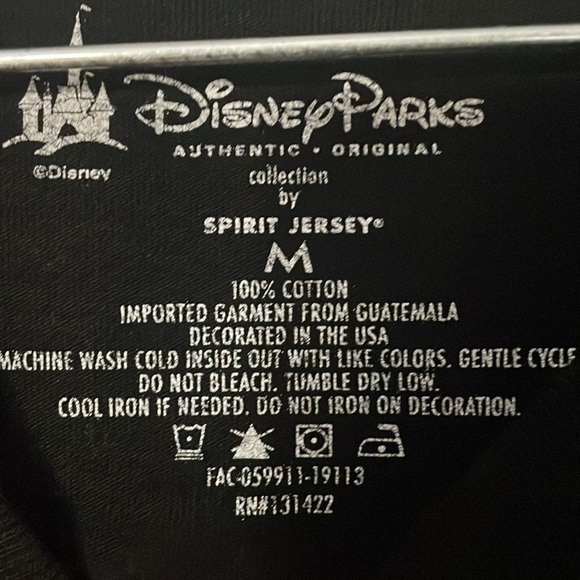 DISNEY PARKS
AUTHENTIC • ORIGINAL
©Disney
collection
by
SPIRIT JERSEY®
M
100% COTTON
IMPORTED GARMENT FROM GUATEMALA
DECORATED IN THE USA
MACHINE WASH COLD INSIDE OUT WITH LIKE COLORS. GENTLE CYCLE
DO NOT BLEACH. TUMBLE DRY LOW.
COOL IRON IF NEEDED. DO NOT IRON ON DECORATION.
FAC-059911-19113
RN#131422